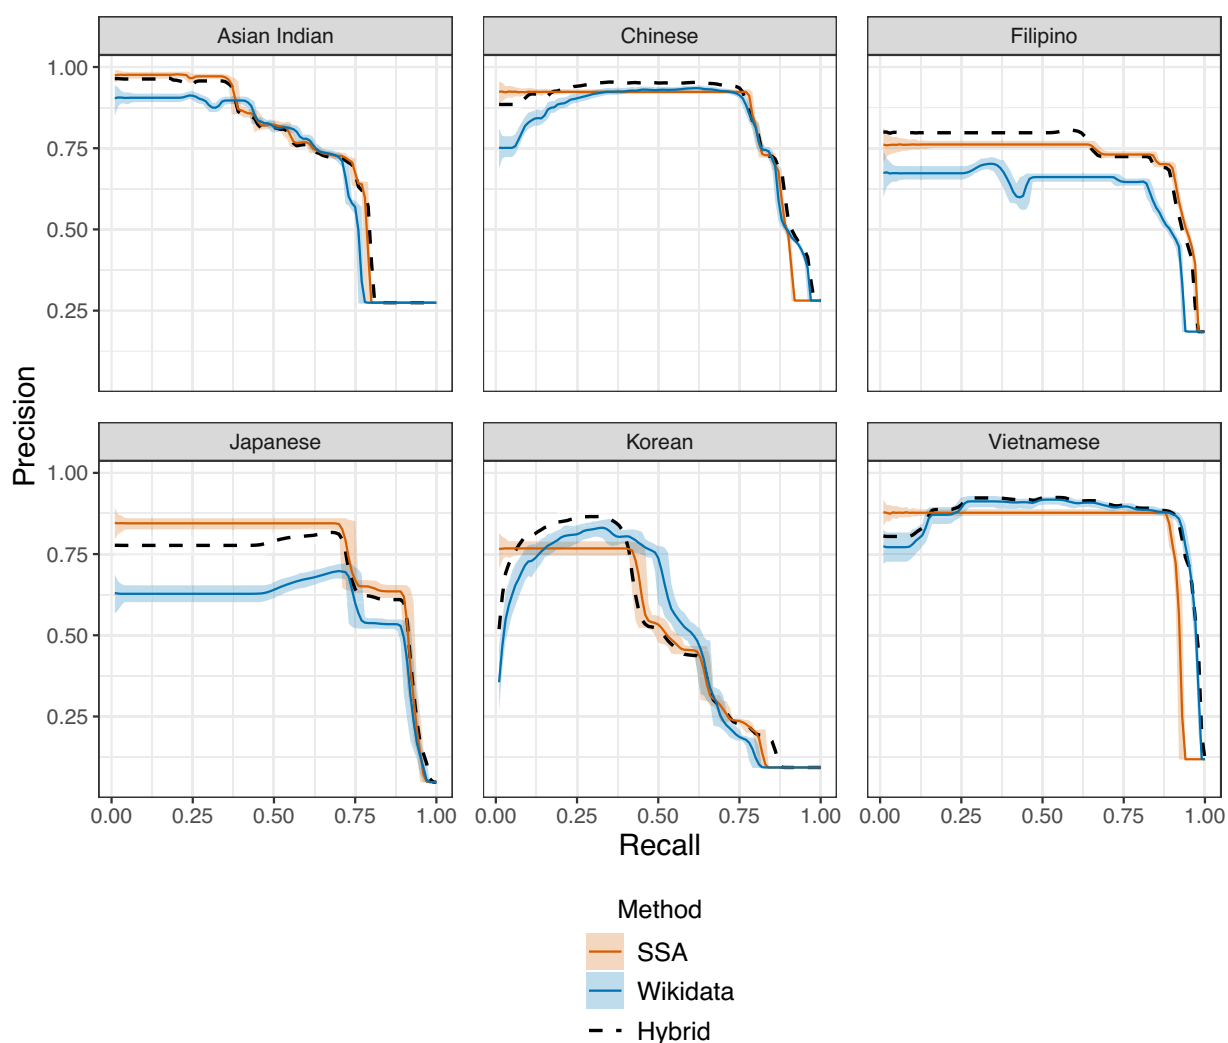 Asian Indian Chinese Filipino
1.00
0.75
0.50
0.25
Precision
Japanese Korean Vietnamese
1.00
0.75
0.50
0.25
0.00 0.25 0.50 0.75 1.00 0.00 0.25 0.50 0.75 1.00 0.00 0.25 0.50 0.75 1.00
Recall
Method
SSA
Wikidata
Hybrid